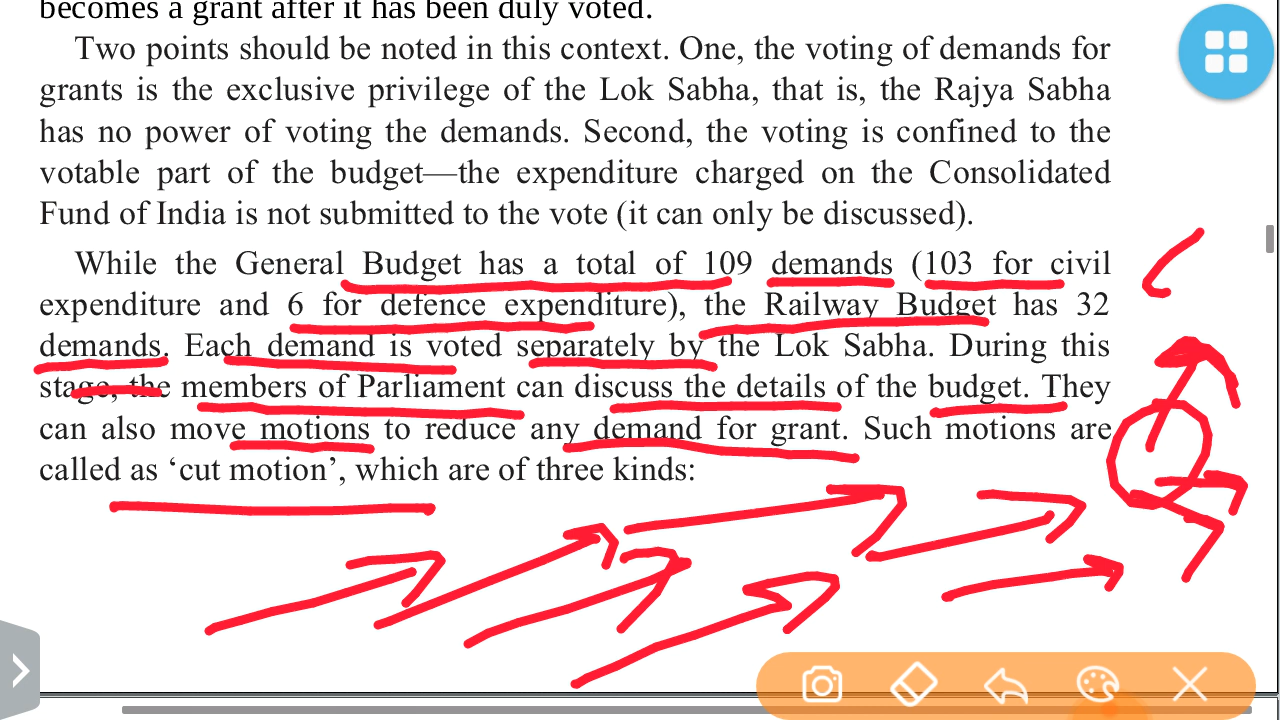 becomes a grant after it has been duly voted.
Two points should be noted in this context. One, the voting of demands for
grants is the exclusive privilege of the Lok Sabha, that is, the Rajya Sabha
has no power of voting the demands. Second, the voting is confined to the
votable part of the budget—the expenditure charged on the Consolidated
Fund of India is not submitted to the vote (it can only be discussed).
While the General Budget has a total of 109 demands (103 for civil
expenditure and 6 for defence expenditure), the Railway Budget has 32
demands. Each demand is voted separately by the Lok Sabha. During this
stage, the members of Parliament can discuss the details of the budget. They
can also move motions to reduce any demand for grant. Such motions are
called as ‘cut motion’, which are of three kinds: